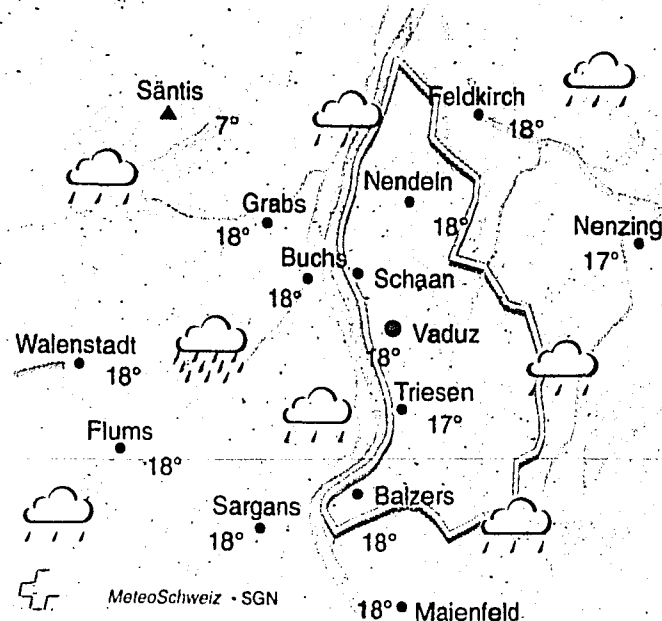 Säntis
7°
Feldkirch
18°
Nendeln
18°
Grabs
18°
Nenzing
17°
Buchs
18°
Schaan
Vaduz
18°
Walenstadt
18°
Triesen
17°
Flums
18°
Balzers
18°
Sargans
18°
MeteoSchweiz · SGN
18° Maienfeld